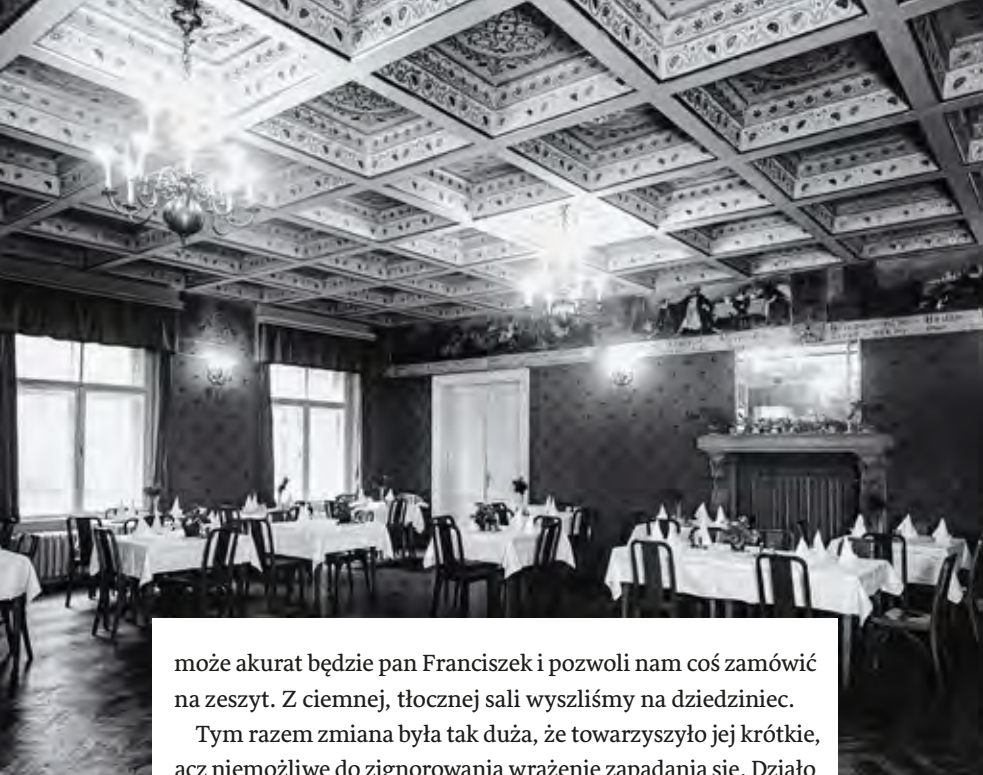 może akurat będzie pan Franciszek i pozwoli nam coś zamówić
na zeszyt. Z ciemnej, tłocznej sali wyszliśmy na dziedziniec.
Tym razem zmiana była tak duża, że towarzyszyło jej krótkie,
acz niemożliwe do zignorowania wrażenie zapadania się. Działo